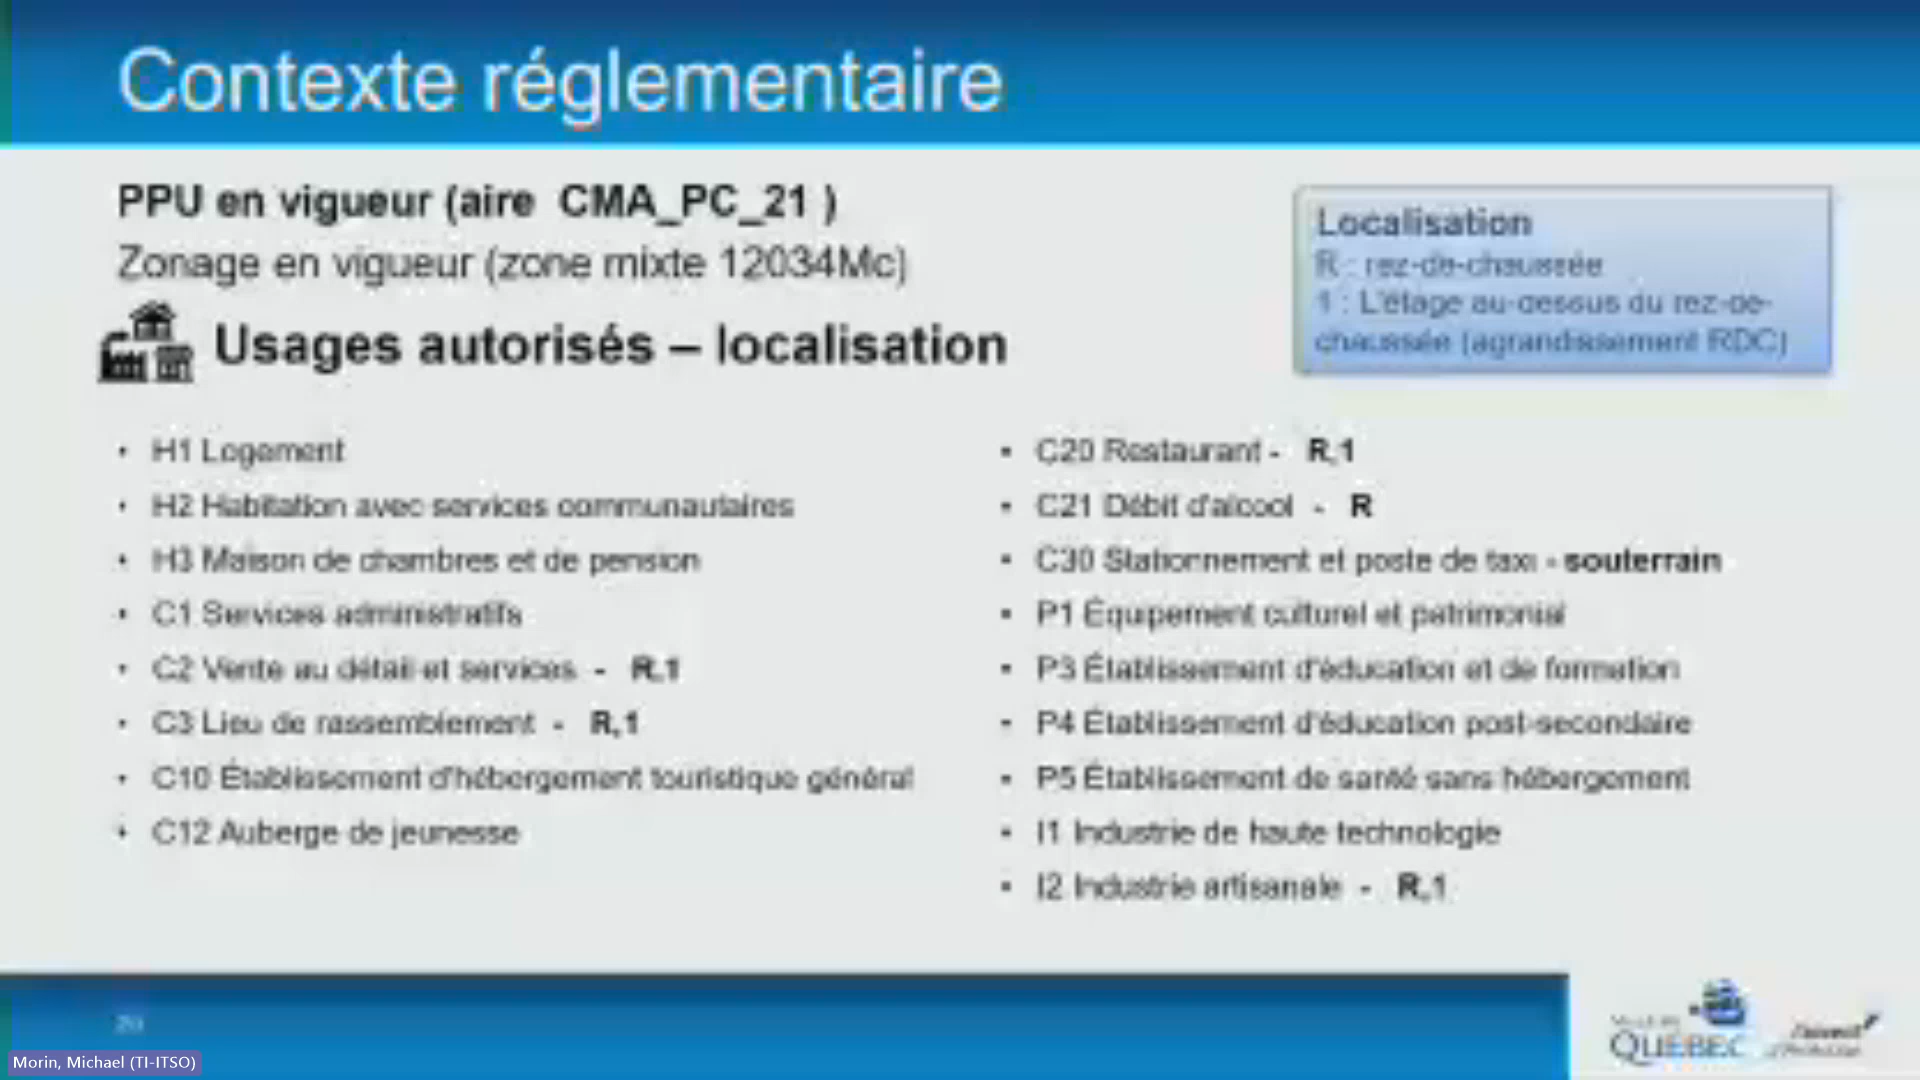 Contexte réglementaire
PPU en vigueur (aire CMA_PC_21 )
Zonage en vigueur (zone mixte 12034Mc)
Usages autorisés – localisation
Localisation
R : rez-de-chaussée
1 : L'étage au-dessus du rez-de-
chaussée (agrandissement RDC)
• H1 Logement
• H2 Habitation avec services communautaires
• H3 Maison de chambres et de pension
• C1 Services administratifs
• C2 Vente au détail et services - R,1
• C3 Lieu de rassemblement - R,1
• C10 Établissement d'hébergement touristique général
• C12 Auberge de jeunesse
• C20 Restaurant - R,1
• C21 Débit d'alcool - R
• C30 Stationnement et poste de taxi - souterrain
• P1 Équipement culturel et patrimonial
• P3 Établissement d'éducation et de formation
• P4 Établissement d'éducation post-secondaire
• P5 Établissement de santé sans hébergement
• I1 Industrie de haute technologie
• I2 Industrie artisanale - R,1
VILLE DE
QUÉBEC
Morin, Michael (TI-ITSO)